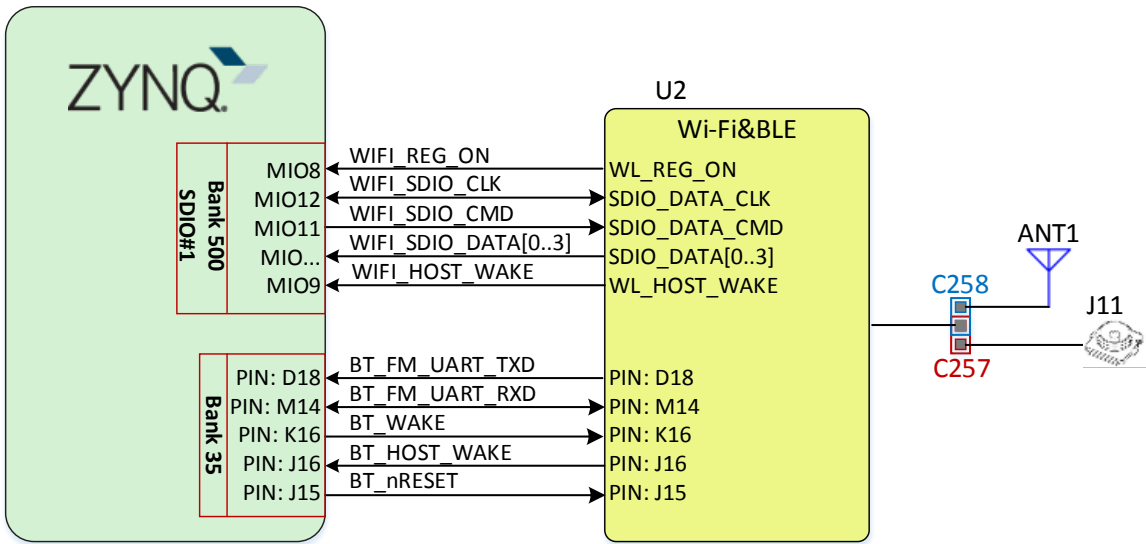 ZYNQ.
Bank 500
SDIO#1
MIO8
MIO12
MIO11
MIO...
MIO9
WIFI_REG_ON
WIFI_SDIO_CLK
WIFI_SDIO_CMD
WIFI_SDIO_DATA[0..3]
WIFI_HOST_WAKE
U2
Wi-Fi&BLE
WL_REG_ON
SDIO_DATA_CLK
SDIO_DATA_CMD
SDIO_DATA[0..3]
WL_HOST_WAKE
Bank 35
PIN: D18
PIN: M14
PIN: K16
PIN: J16
PIN: J15
BT_FM_UART_TXD
BT_FM_UART_RXD
BT_WAKE
BT_HOST_WAKE
BT_nRESET
PIN: D18
PIN: M14
PIN: K16
PIN: J16
PIN: J15
ANT1
C258
J11
C257